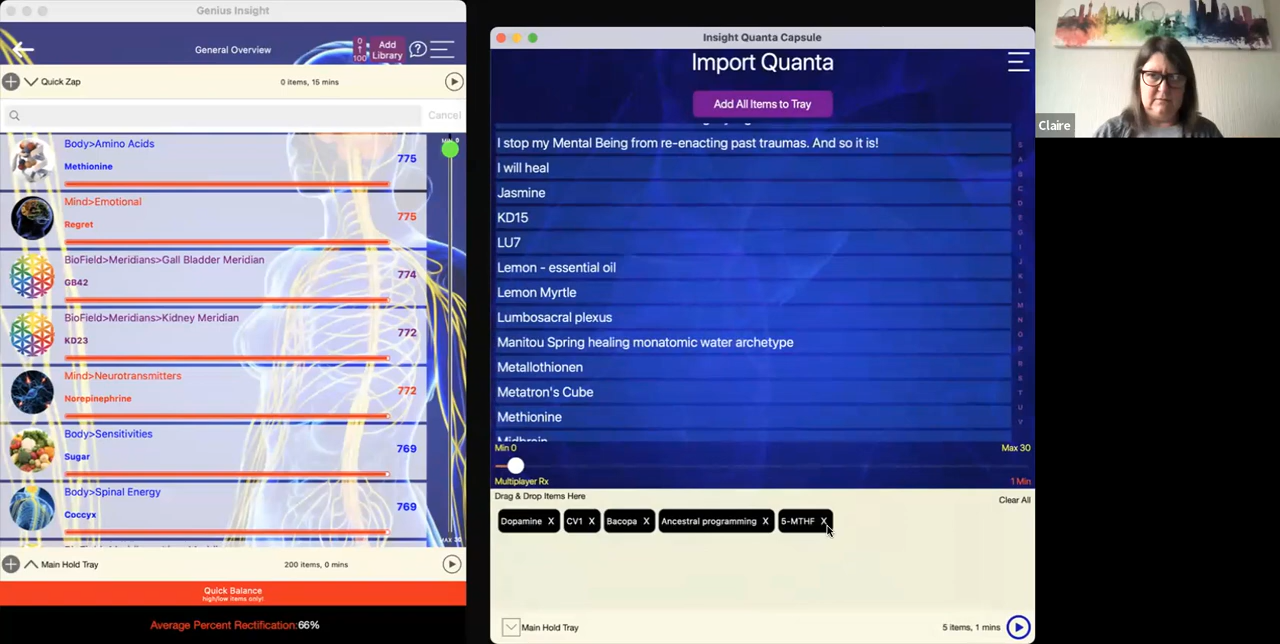 Genius Insight
General Overview
0
↑
100
Add
Library
?
Quick Zap
0 items, 15 mins
Cancel
Body>Amino Acids
Methionine
775
Mind>Emotional
Regret
775
BioField>Meridians>Gall Bladder Meridian
GB42
774
BioField>Meridians>Kidney Meridian
KD23
772
Mind>Neurotransmitters
Norepinephrine
772
Body>Sensitivities
Sugar
769
Body>Spinal Energy
Coccyx
769
Main Hold Tray
200 items, 0 mins
Quick Balance
high/low items only!
Average Percent Rectification:66%
Insight Quanta Capsule
Import Quanta
Add All Items to Tray
I stop my Mental Being from re-enacting past traumas. And so it is!
I will heal
Jasmine
KD15
LU7
Lemon - essential oil
Lemon Myrtle
Lumbosacral plexus
Manitou Spring healing monatomic water archetype
Metallothionen
Metatron's Cube
Methionine
Midbrain
Min 0
Max 30
Multiplayer Rx
1 Min
Drag & Drop Items Here
Clear All
Dopamine X
CV1 X
Bacopa X
Ancestral programming X
5-MTHF X
Main Hold Tray
5 items, 1 mins
Claire